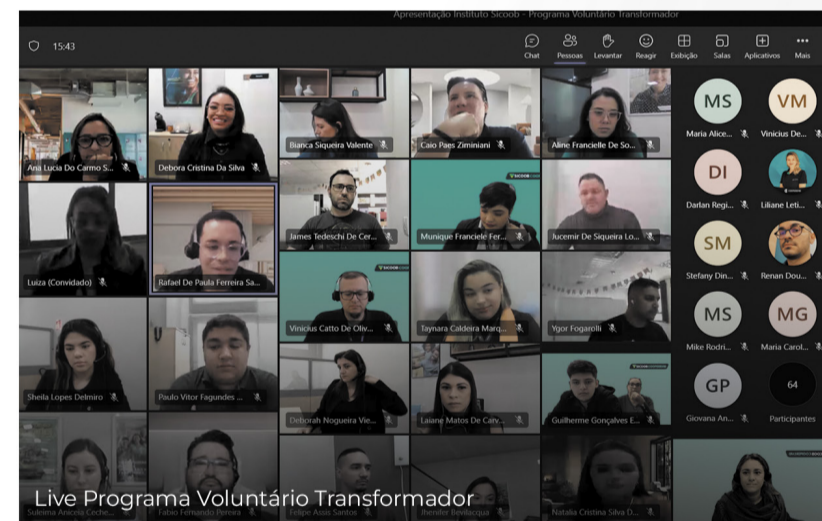 Apresentação Instituto Sicoob - Programa Voluntário Transformador
15:43
Chat Pessoas Levantar Reagir Exibição Salas Aplicativos Mais
MS VM
Ana Lucia Do Carmo S... Debora Cristina Da Silva Bianca Siqueira Valente Caio Paes Ziminiani Aline Francielle De So... Maria Alice... Vinicius De...
DI
SICOOB
Luiza (Convidado) Rafael De Paula Ferreira Sa... James Tedeschi De Cer... Munique Franciele Fer... Jucemir De Siqueira Lo... Darlan Regi... Liliane Leti...
SM
SICOOB
Stefany Din... Renan Dou...
Vinicius Catto De Oliv... Taynara Caldeira Marq... Ygor Fogarolli
MS MG
Mike Rodri... Maria Carol...
Sheila Lopes Delmiro Paulo Vitor Fagundes ...
GP 64
Deborah Nogueira Vie... Laiane Matos De Carv... Guilherme Gonçalves E... Giovana An... Participantes
Live Programa Voluntário Transformador
Suleima Aniceia Ceche... Fabio Fernando Pereira Felipe Assis Santos Jhenifer Bevilacqua Natalia Cristina Silva D...